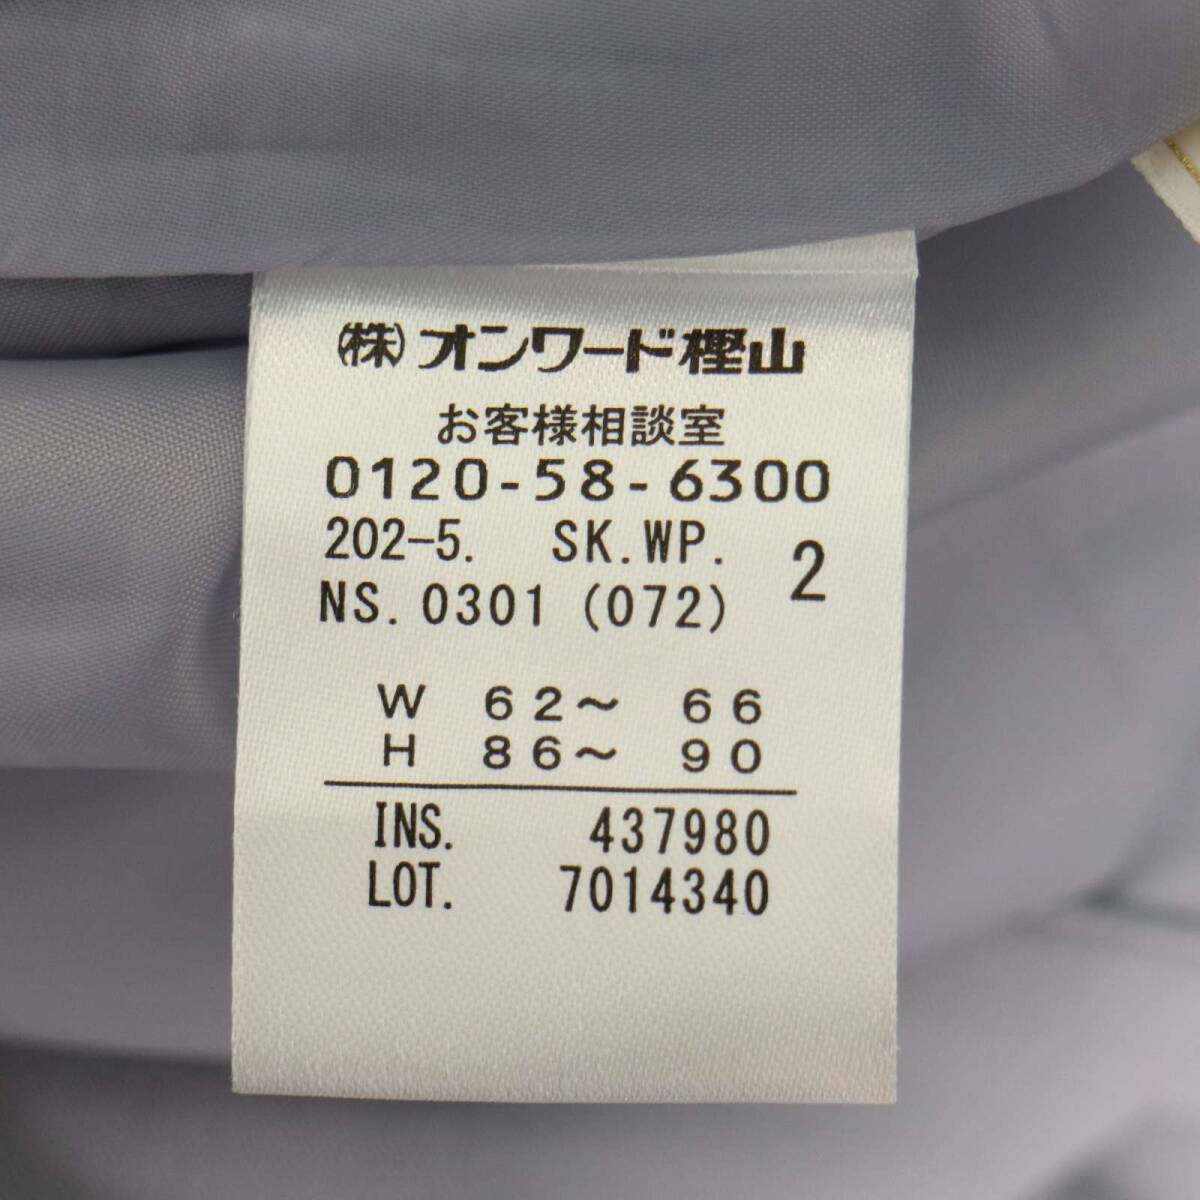 ㈱オンワード樫山
お客様相談室
0120-58-6300
202-5. SK.WP. 2
NS.0301 (072)
W 62〜 66
H 86〜 90
INS. 437980
LOT. 7014340